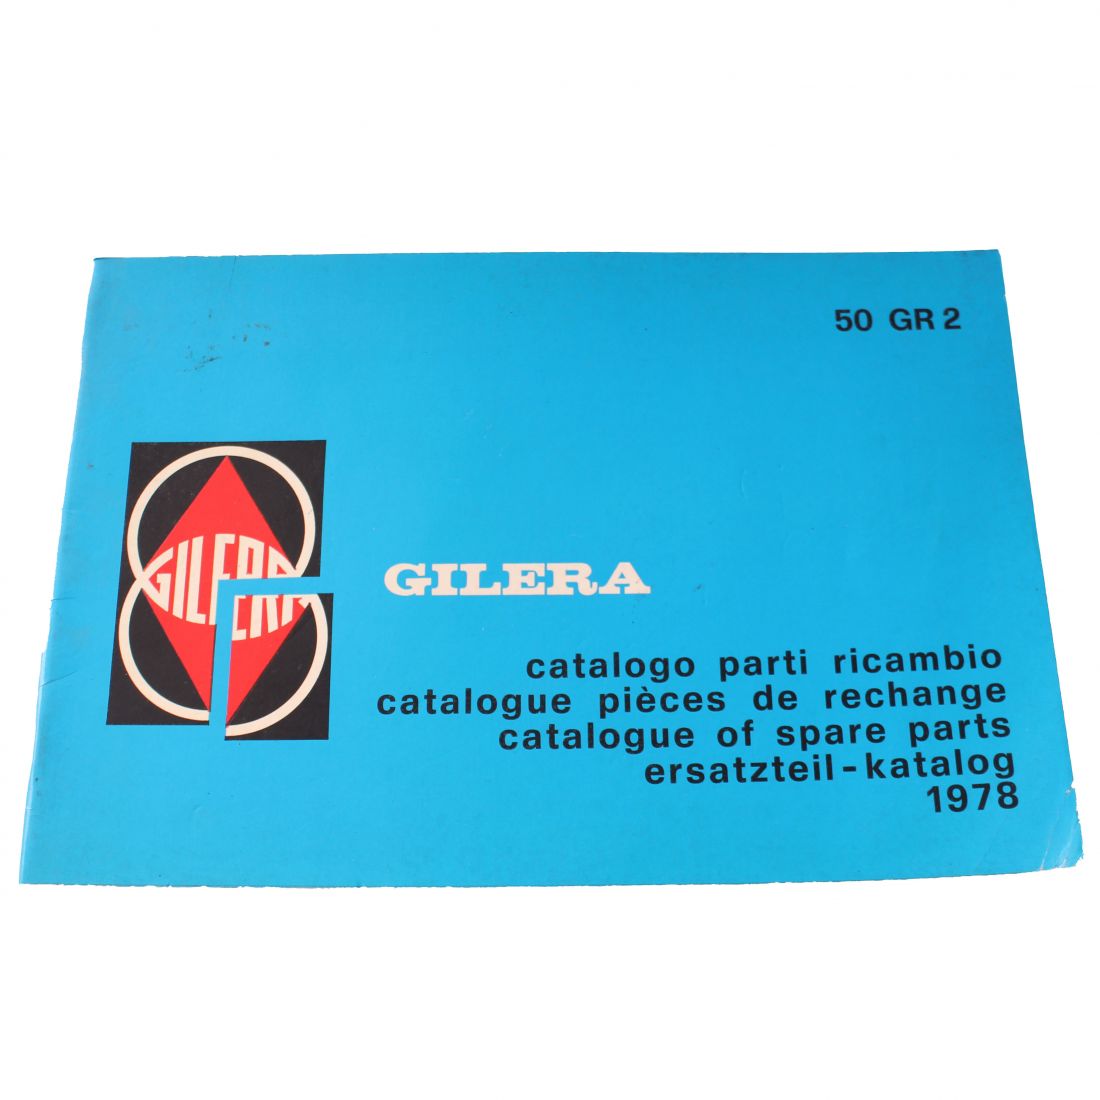 50 GR 2
GILERA
GILERA
catalogo parti ricambio
catalogue pièces de rechange
catalogue of spare parts
ersatzteil-katalog
1978